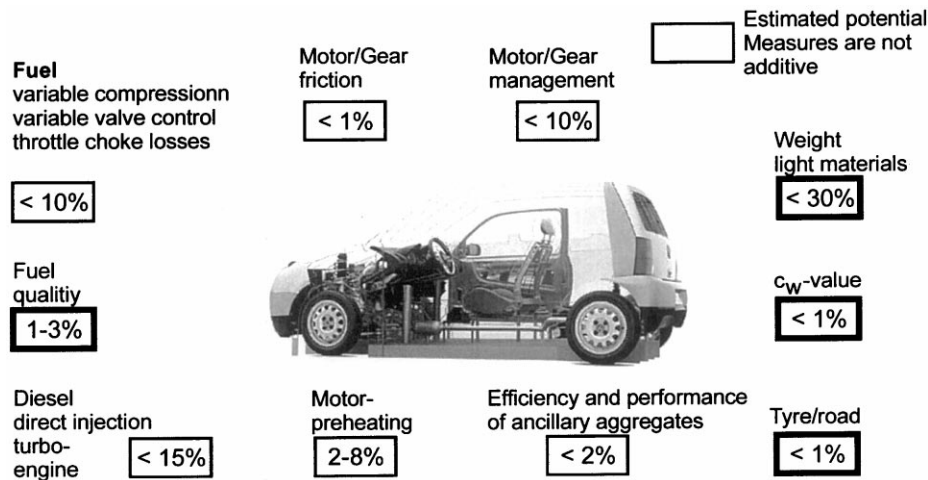 Estimated potential
Measures are not
additive
Fuel
variable compressionn
variable valve control
throttle choke losses
< 10%
Motor/Gear
friction
< 1%
Motor/Gear
management
< 10%
Weight
light materials
< 30%
Fuel
qualitiy
1-3%
cw-value
< 1%
Diesel
direct injection
turbo-
engine
< 15%
Motor-
preheating
2-8%
Efficiency and performance
of ancillary aggregates
< 2%
Tyre/road
< 1%